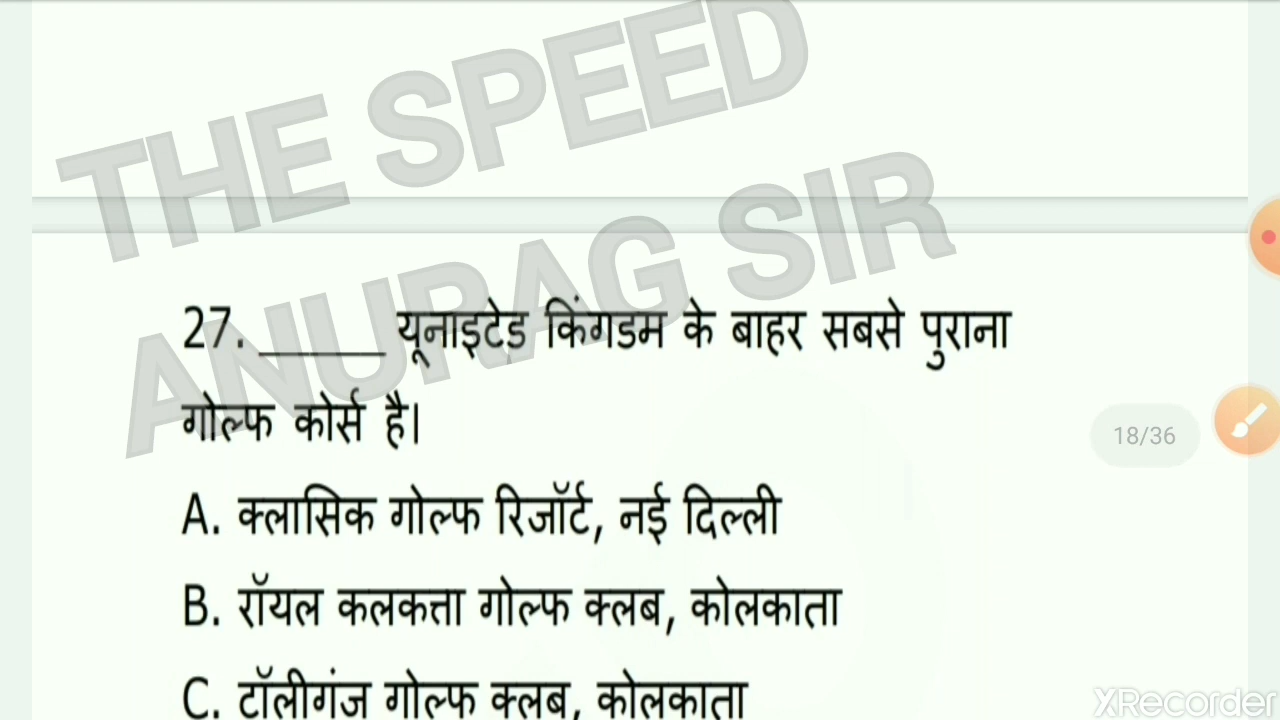 THE SPEED
ANURAG SIR
27. ______ यूनाइटेड किंगडम के बाहर सबसे पुराना
गोल्फ कोर्स है।
18/36
A. क्लासिक गोल्फ रिजॉर्ट, नई दिल्ली
B. रॉयल कलकत्ता गोल्फ क्लब, कोलकाता
C. टॉलीगंज गोल्फ क्लब, कोलकाता
XRecorder